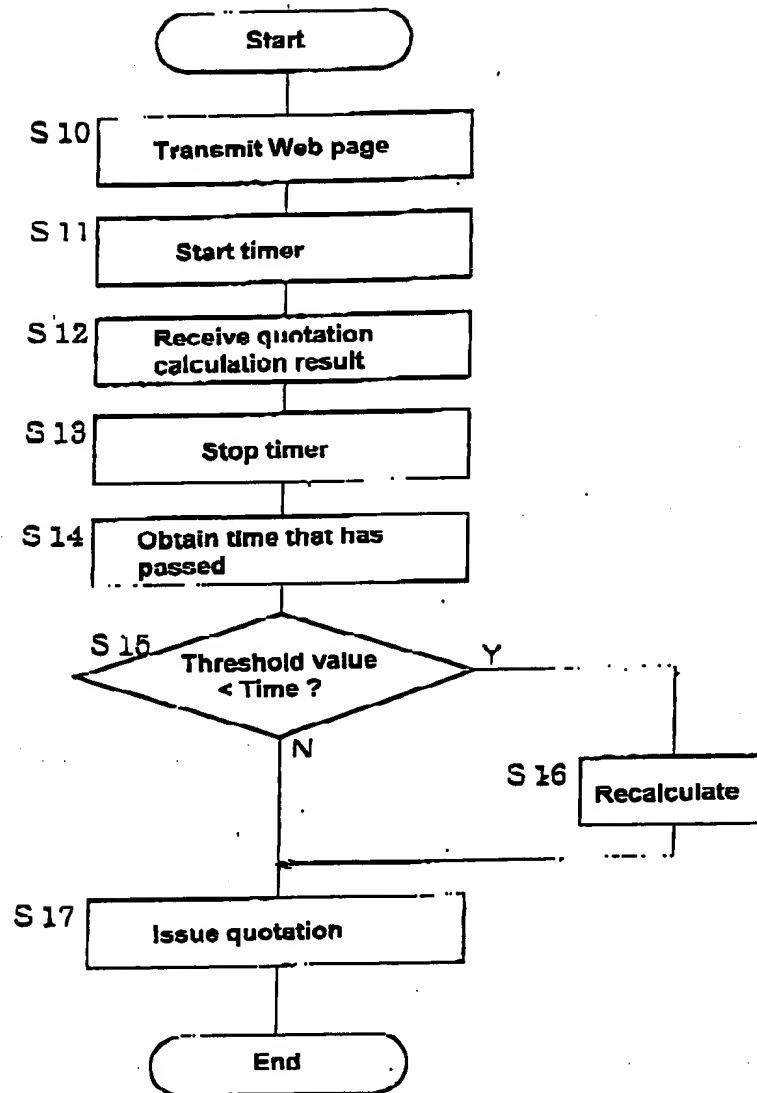 Start
S 10
Transmit Web page
S 11
Start timer
S 12
Receive quotation
calculation result
S 13
Stop timer
S 14
Obtain time that has
passed
S 15
Threshold value
< Time ?
Y
N
S 16
Recalculate
S 17
Issue quotation
End